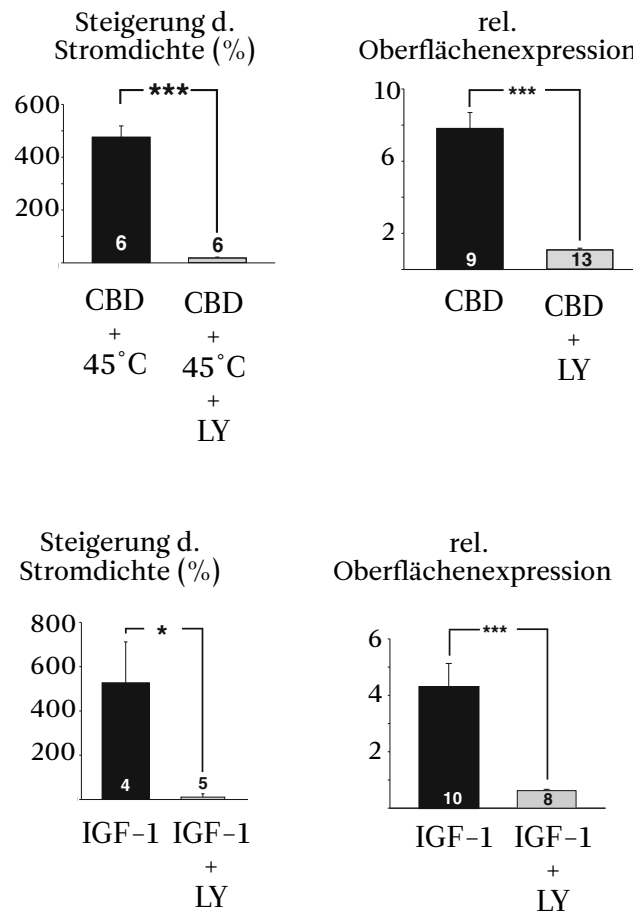 Steigerung d.
Stromdichte (%)
***
600
400
200
6
6
CBD
+
45°C
CBD
+
45°C
+
LY
rel.
Oberflächenexpression
***
10
6
2
9
13
CBD
CBD
+
LY
Steigerung d.
Stromdichte (%)
*
800
600
400
200
4
5
IGF-1
IGF-1
+
LY
rel.
Oberflächenexpression
***
6
4
2
10
8
IGF-1
IGF-1
+
LY